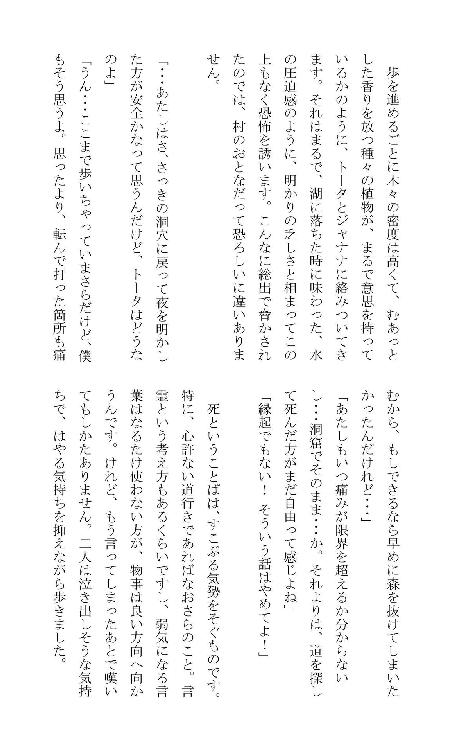 歩を進めるごとに木々の密度は高くて、むあっと
した香りを放つ種々の植物が、まるで意思を持って
いるかのように、トータとジャナナに絡みついてき
ます。それはまるで、湖に落ちた時に味わった、水
の圧迫感のように、明かりの乏しさと相まってこの
上もなく恐怖を誘います。こんなに総出で脅かされ
たのでは、村のおとなだって恐ろしいに違いありま
せん。
「・・・あたしはさ、さっきの洞穴に戻って夜を明かし
た方が安全かなって思うんだけど、トータはどうな
のよ」
「うん・・・ここまで歩いちゃっていまさらだけど、僕
もそう思うよ。思ったより、転んで打った箇所も痛
むから、もしできるなら早めに森を抜けてしまいた
かったんだけれど・・・」
「あたしもいつ痛みが限界を超えるか分からない
し・・・洞窟でそのまま・・・か。それよりは、道を探し
て死んだ方がまだ自由って感じよね」
「縁起でもない！そういう話はやめてよ！」
死ということばは、すこぶる気勢をそぐものです。
特に、心許ない道行きであればなおさらのこと。言
霊という考え方もあるくらいですし、弱気になる言
葉はなるたけ使わない方が、物事は良い方向へ向か
うんです。けれど、もう言ってしまったあとで嘆い
てもしかたありません。二人は泣き出しそうな気持
ちで、はやる気持ちを抑えながら歩きました。